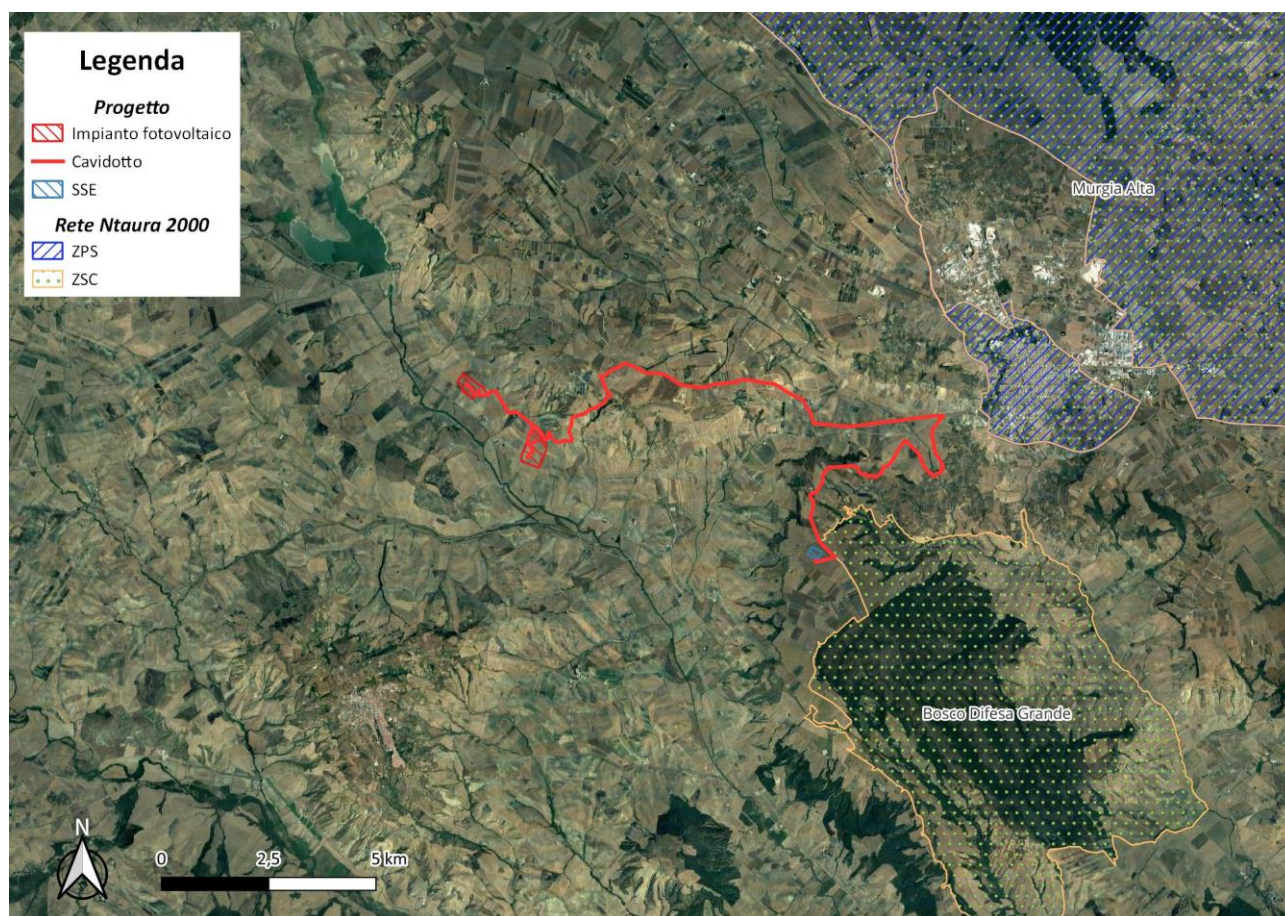 Legenda
Progetto
Impianto fotovoltaico
Cavidotto
SSE
Rete Ntaura 2000
ZPS
ZSC
Murgia Alta
Bosco Difesa Grande
N
0 2,5 5 km